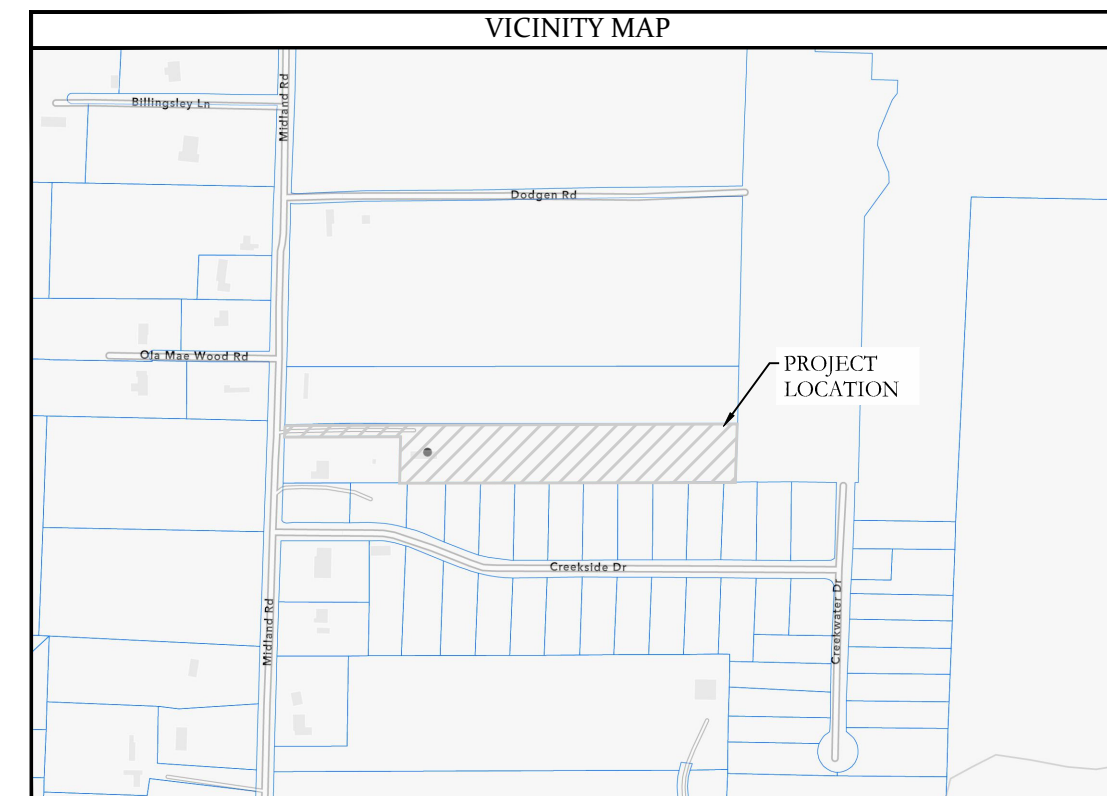 VICINITY MAP
Billingsley Ln
Midland Rd
Dodgen Rd
Ola Mae Wood Rd
PROJECT
LOCATION
Creekside Dr
Midland Rd
Creekwater Dr